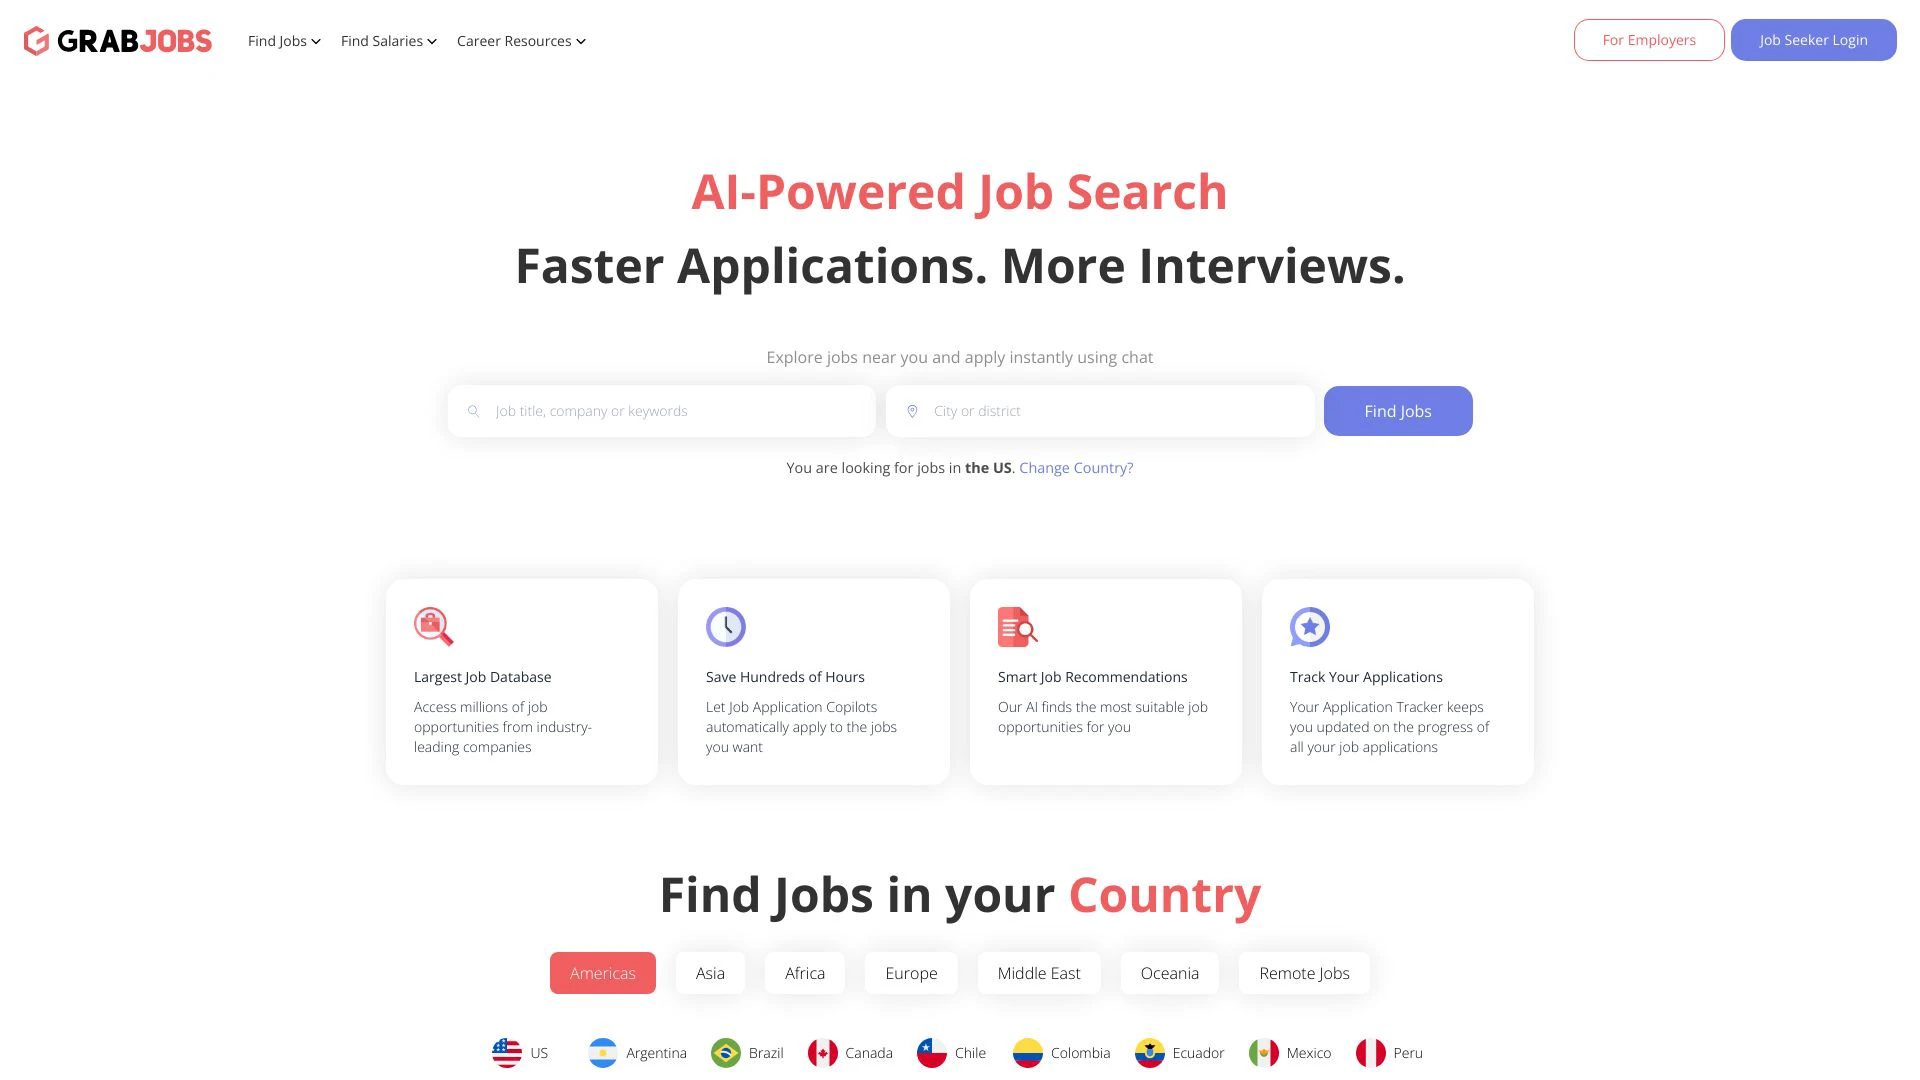 GRABJOBS
Find Jobs
Find Salaries
Career Resources
For Employers
Job Seeker Login
AI-Powered Job Search
Faster Applications. More Interviews.
Explore jobs near you and apply instantly using chat
Job title, company or keywords
City or district
Find Jobs
You are looking for jobs in the US. Change Country?
Largest Job Database
Access millions of job
opportunities from industry-
leading companies
Save Hundreds of Hours
Let Job Application Copilots
automatically apply to the jobs
you want
Smart Job Recommendations
Our AI finds the most suitable job
opportunities for you
Track Your Applications
Your Application Tracker keeps
you updated on the progress of
all your job applications
Find Jobs in your Country
Americas
Asia
Africa
Europe
Middle East
Oceania
Remote Jobs
US
Argentina
Brazil
Canada
Chile
Colombia
Ecuador
Mexico
Peru